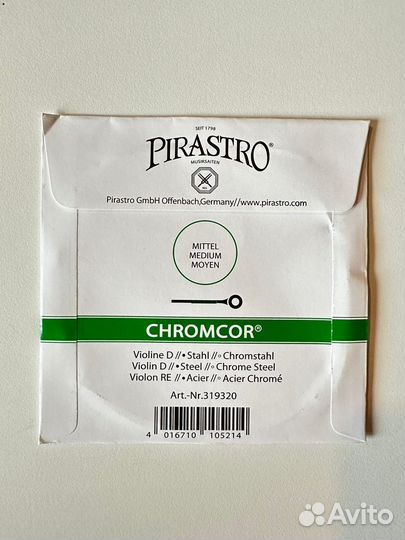 SEIT 1798
PIRASTRO®
MUSIKSAITEN
Pirastro GmbH Offenbach,Germany//www.pirastro.com
MITTEL
MEDIUM
MOYEN
CHROMCOR®
Violine D //•Stahl //◦Chromstahl
Violin D //•Steel //◦Chrome Steel
Violon RE //•Acier //◦Acier Chromé
Art.-Nr.319320
4 016710 105214
Avito